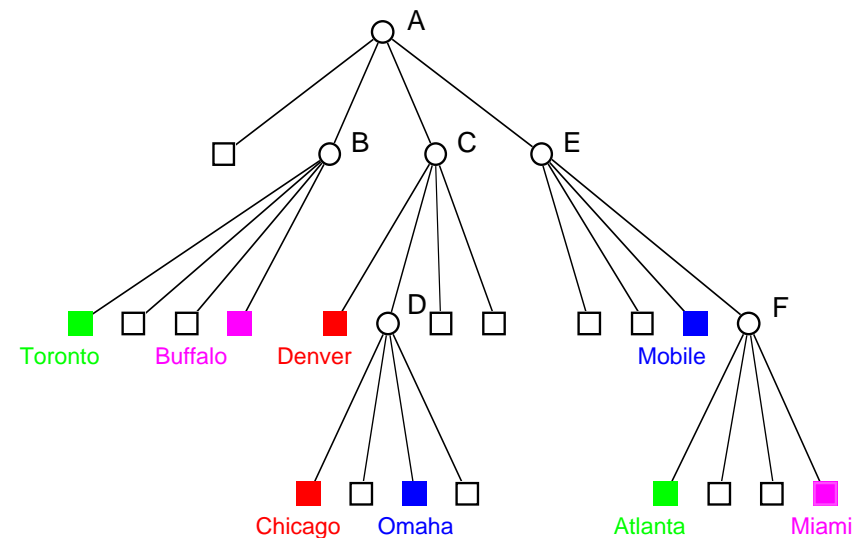 A
B
C
E
D
F
Toronto
Buffalo
Denver
Mobile
Chicago
Omaha
Atlanta
Miami